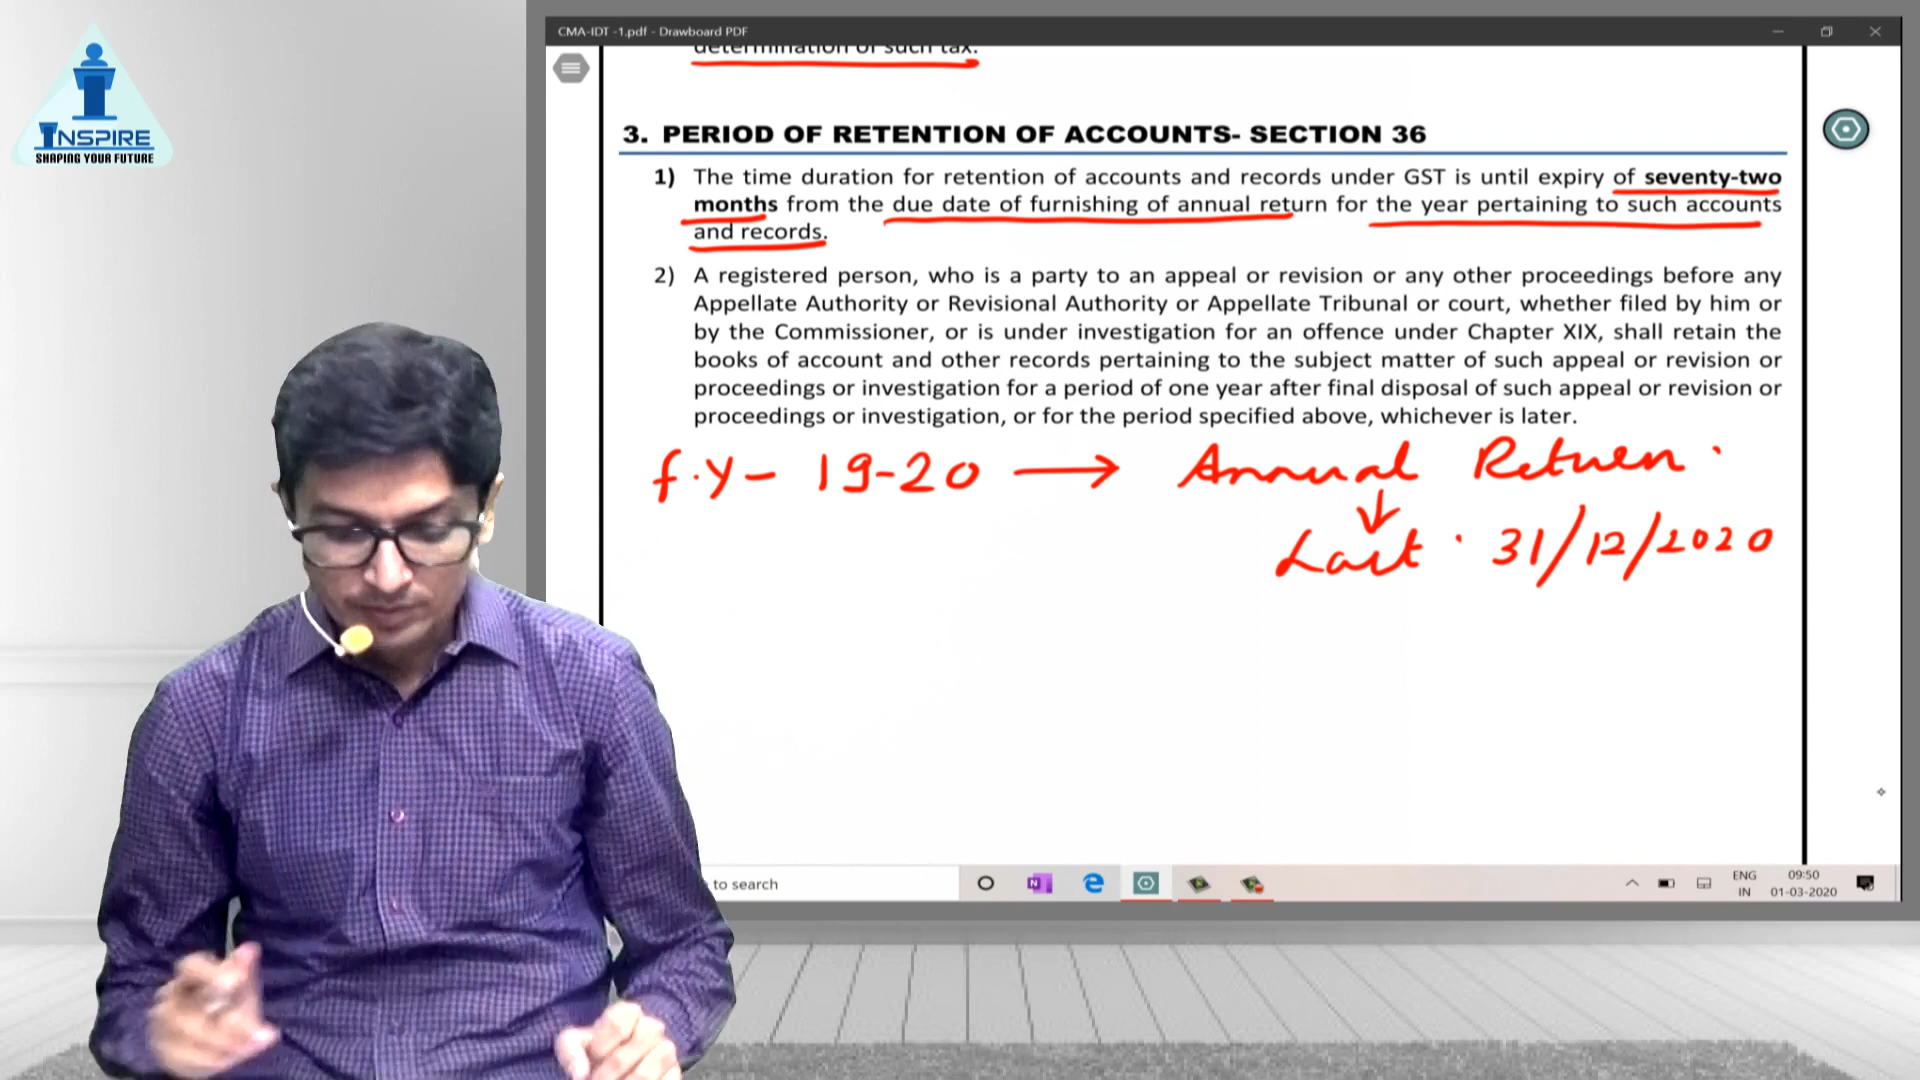 INSPIRE
SHAPING YOUR FUTURE
CMA-IDT -1.pdf - Drawboard PDF
determination of such tax.
3. PERIOD OF RETENTION OF ACCOUNTS- SECTION 36
1) The time duration for retention of accounts and records under GST is until expiry of seventy-two
months from the due date of furnishing of annual return for the year pertaining to such accounts
and records.
2) A registered person, who is a party to an appeal or revision or any other proceedings before any
Appellate Authority or Revisional Authority or Appellate Tribunal or court, whether filed by him or
by the Commissioner, or is under investigation for an offence under Chapter XIX, shall retain the
books of account and other records pertaining to the subject matter of such appeal or revision or
proceedings or investigation for a period of one year after final disposal of such appeal or revision or
proceedings or investigation, or for the period specified above, whichever is later.
f.y - 19-20 → Annual Return.
Last. 31/12/2020
to search
ENG
IN
09:50
01-03-2020